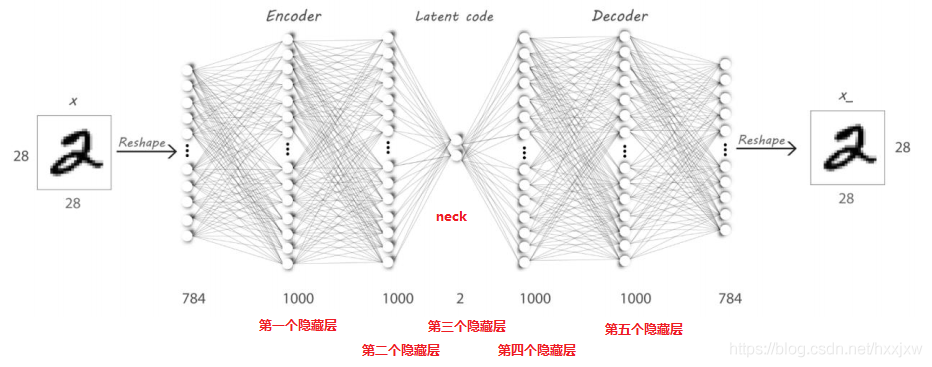 Encoder
Latent code
Decoder
x
x_
Reshape
Reshape
28
28
28
28
neck
784
1000
1000
2
1000
1000
784
第一个隐藏层
第二个隐藏层
第三个隐藏层
第四个隐藏层
第五个隐藏层
https://blog.csdn.net/hxxjxw